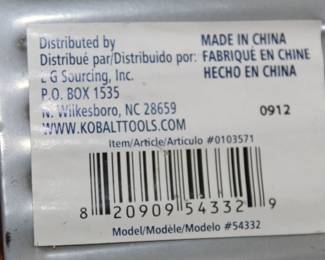 Distributed by
Distribué par/Distribuido por:
G Sourcing, Inc.
P.O. BOX 1535
N. Wilkesboro, NC 28659
WWW.KOBALTTOOLS.COM
MADE IN CHINA
FABRIQUÉ EN CHINE
HECHO EN CHINA
0912
Item/Article/Artículo #0103571
8 20909 54332 9
Model/Modèle/Modelo #54332